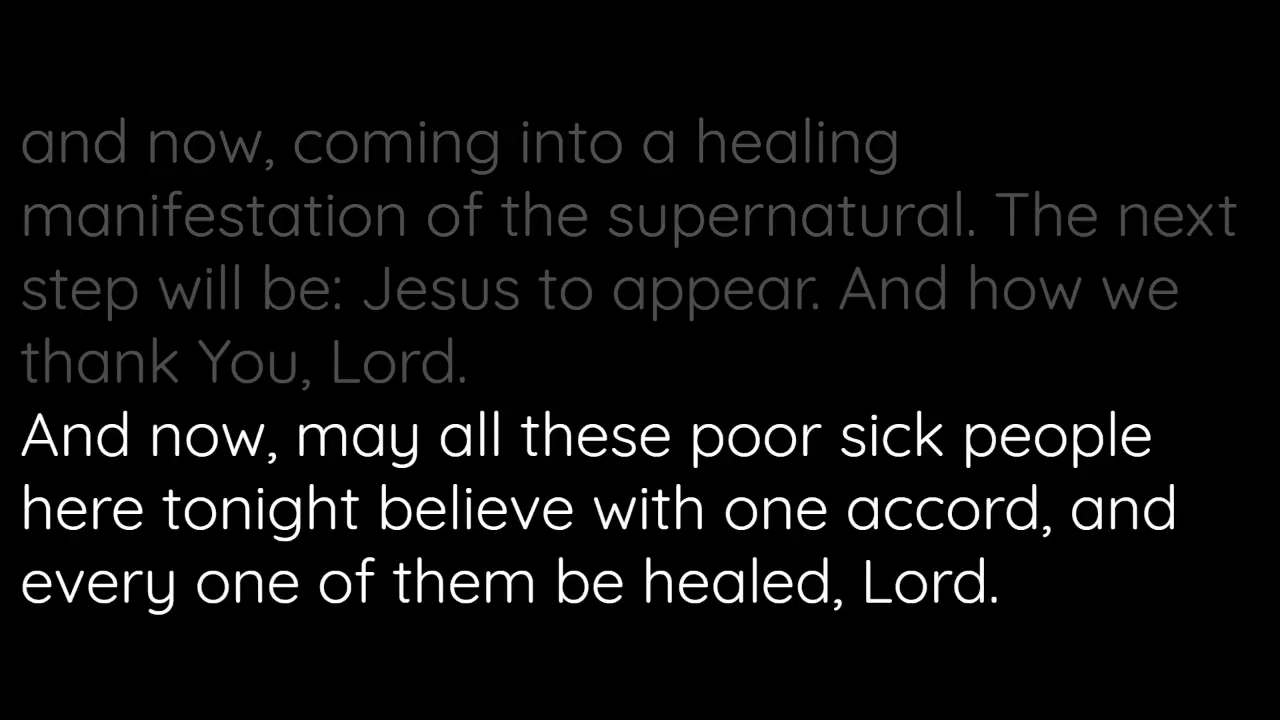 and now, coming into a healing
manifestation of the supernatural. The next
step will be: Jesus to appear. And how we
thank You, Lord.
And now, may all these poor sick people
here tonight believe with one accord, and
every one of them be healed, Lord.